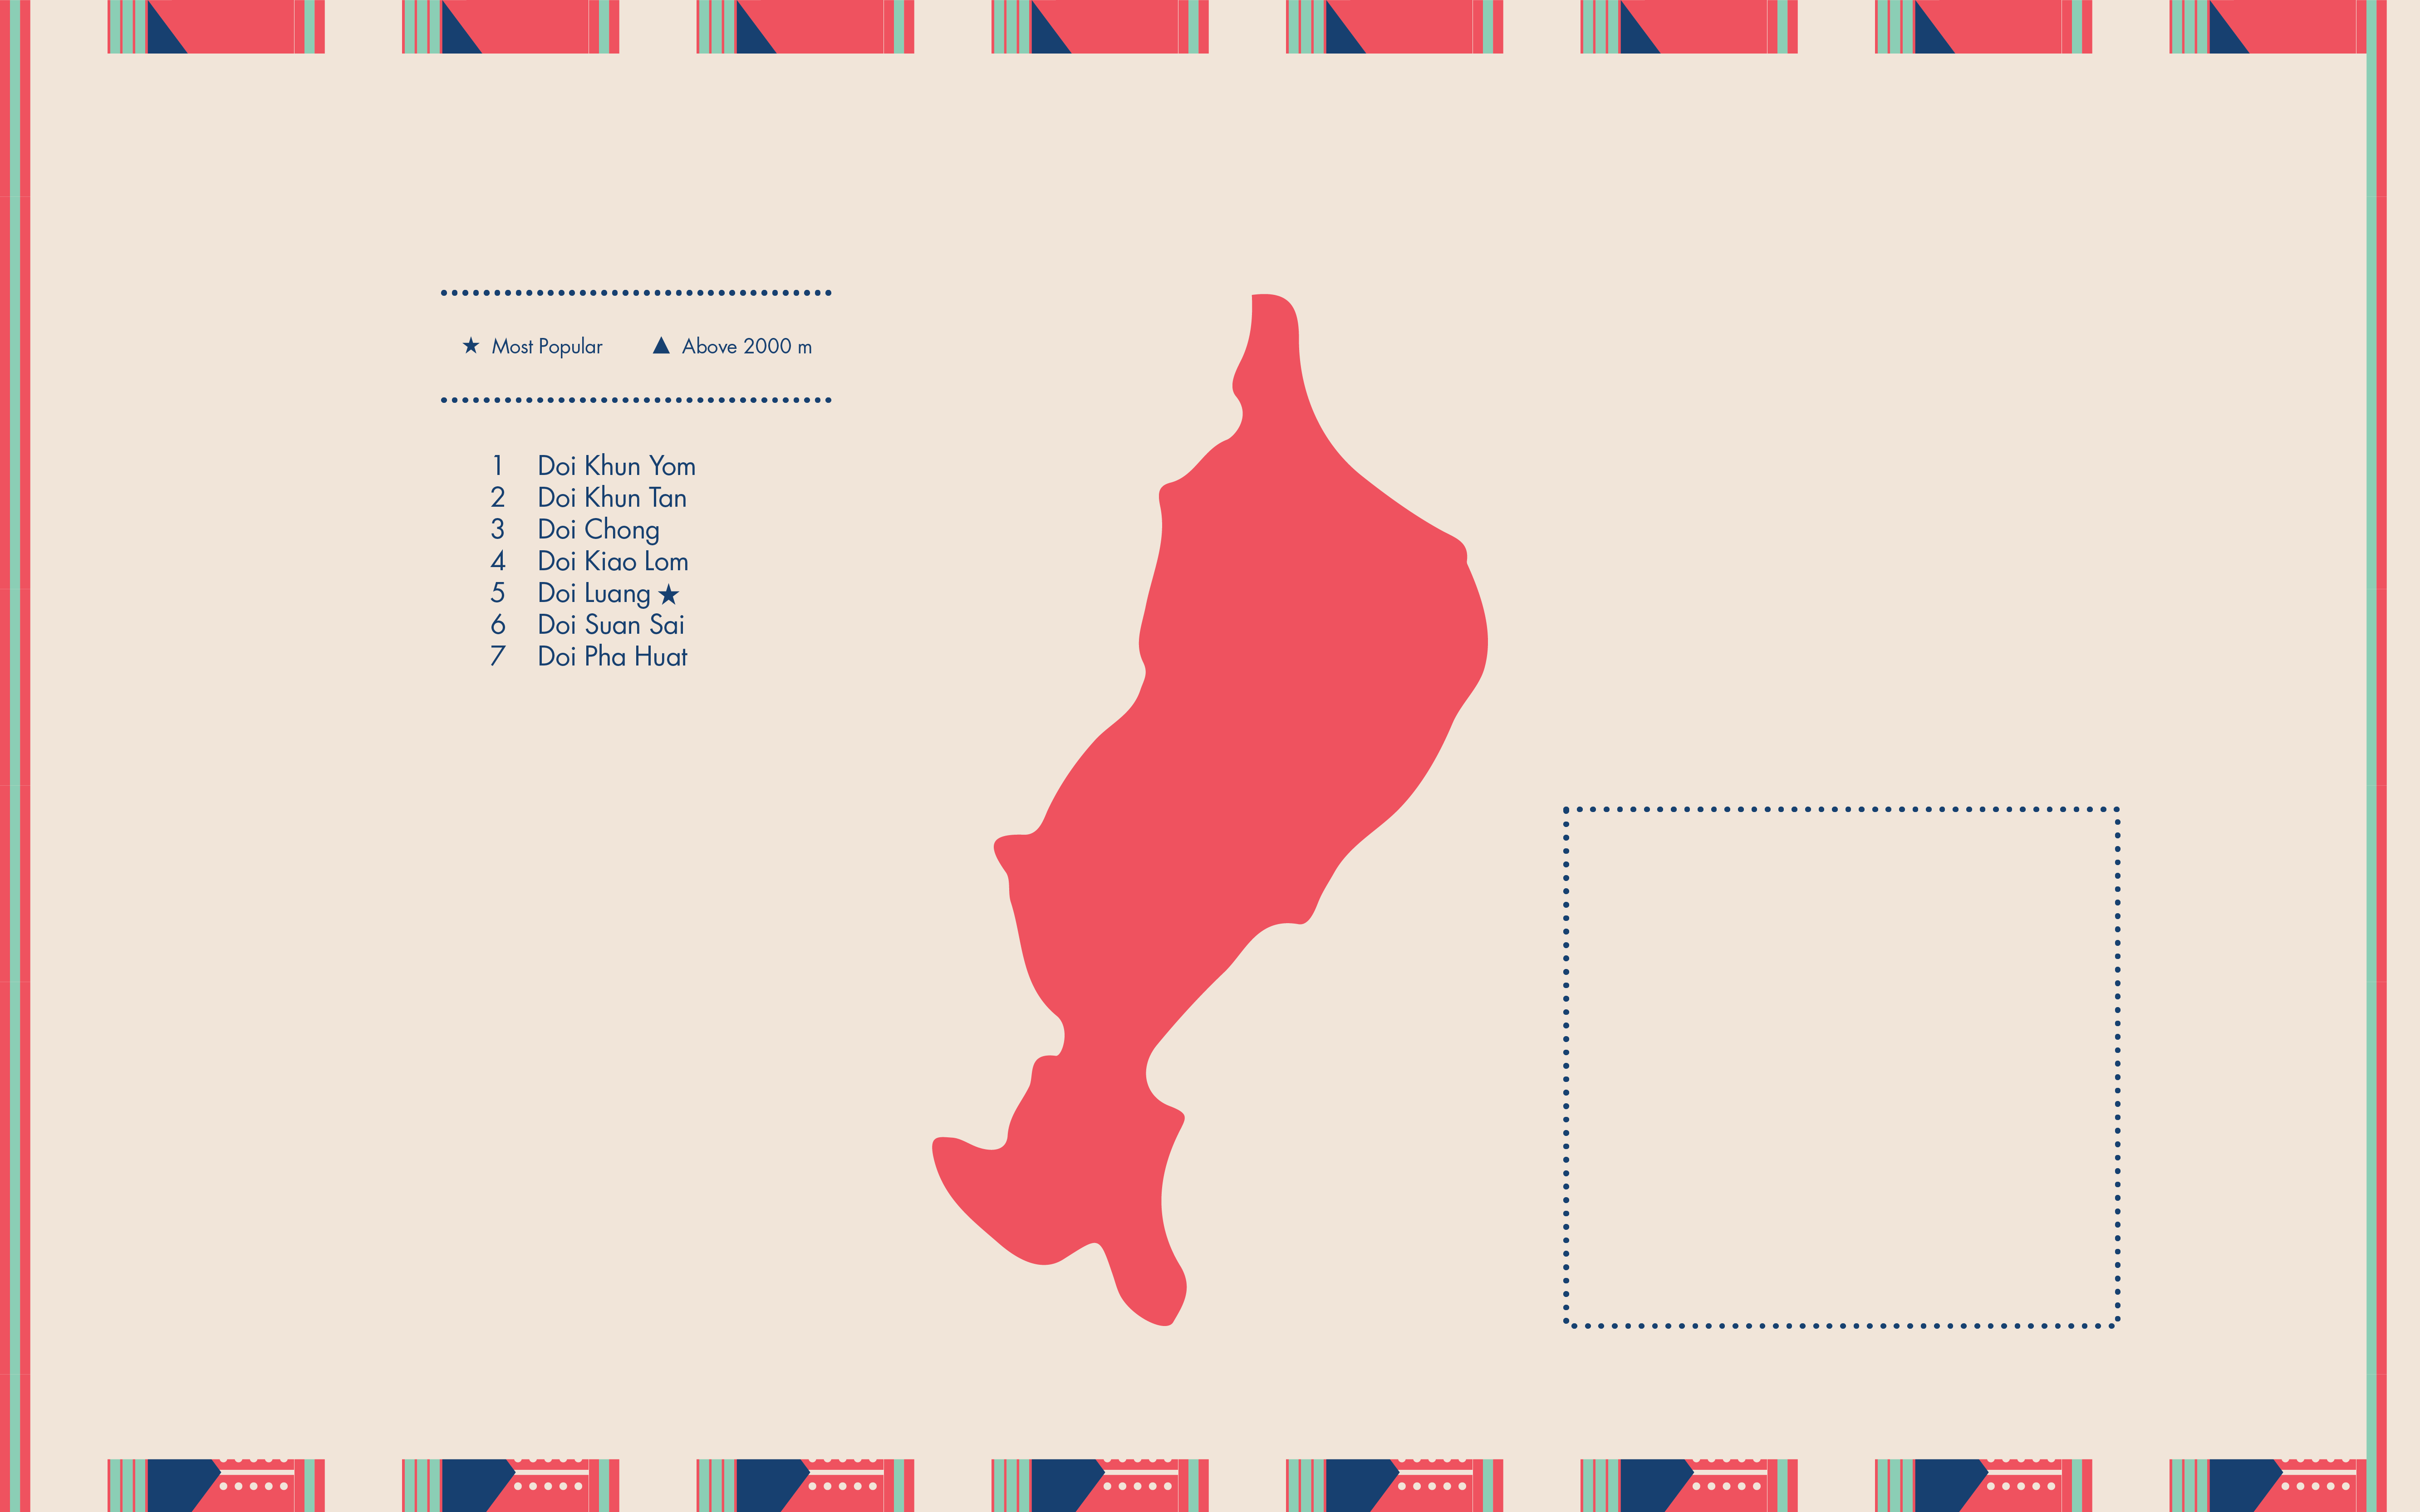 ★ Most Popular ▲ Above 2000 m
1 Doi Khun Yom
2 Doi Khun Tan
3 Doi Chong
4 Doi Kiao Lom
5 Doi Luang ★
6 Doi Suan Sai
7 Doi Pha Huat